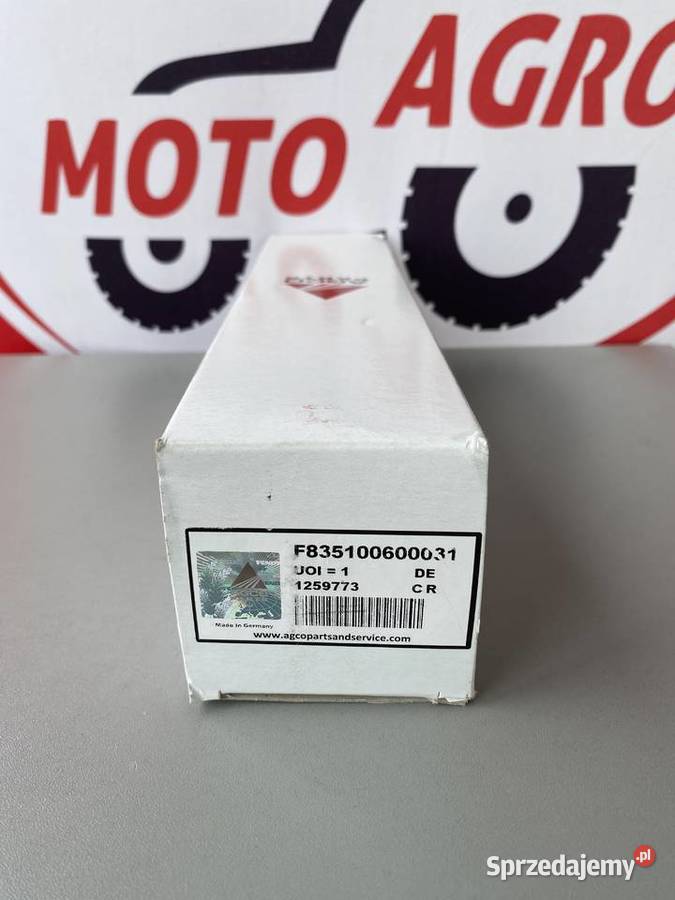 MOTO
AGRO
F835100600031
UOI = 1
DE
1259773
C R
Made in Germany
www.agcopartsandservice.com
Sprzedajemy.pl